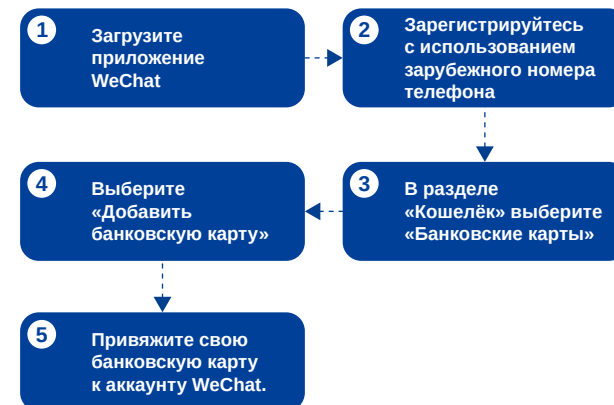 1
Загрузите
приложение
WeChat
2
Зарегистрируйтесь
с использованием
зарубежного номера
телефона
3
В разделе
«Кошелёк» выберите
«Банковские карты»
4
Выберите
«Добавить
банковскую карту»
5
Привяжите свою
банковскую карту
к аккаунту WeChat.